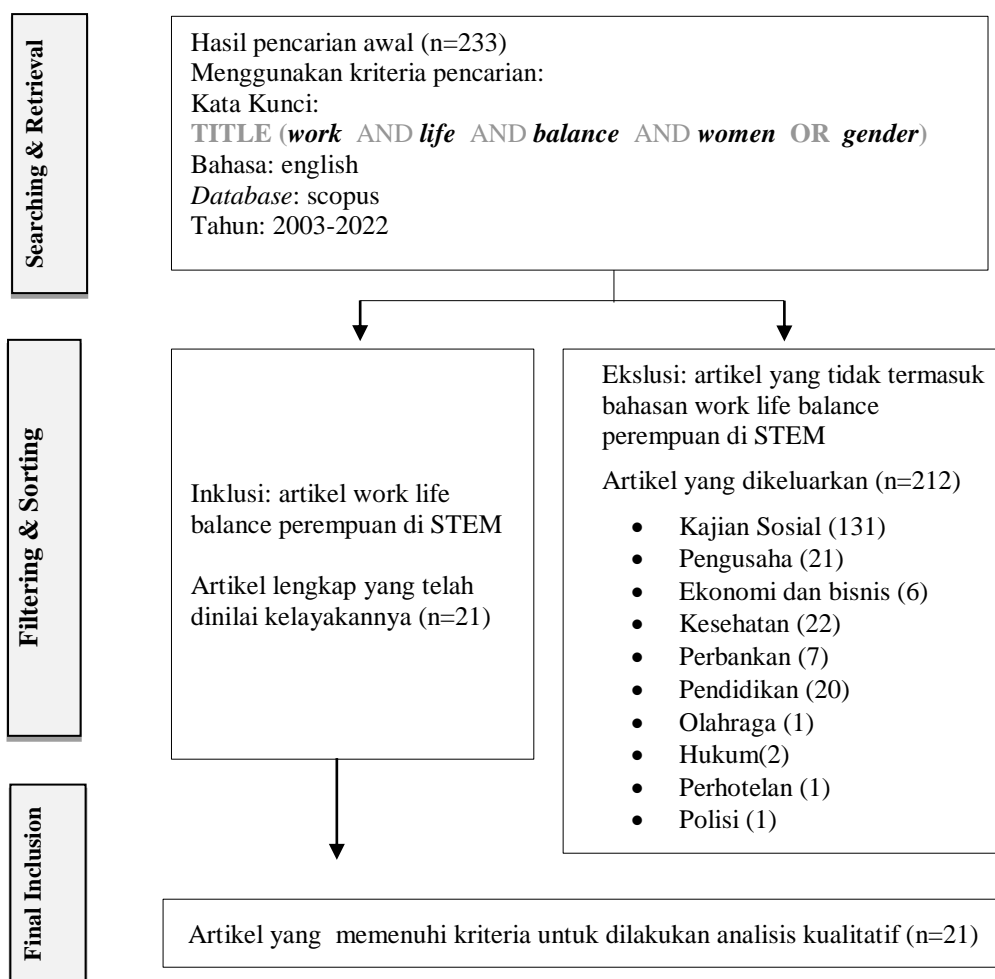 Searching & Retrieval
Hasil pencarian awal (n=233)
Menggunakan kriteria pencarian:
Kata Kunci:
TITLE (work AND life AND balance AND women OR gender)
Bahasa: english
Database: scopus
Tahun: 2003-2022
Filtering & Sorting
Inklusi: artikel work life
balance perempuan di STEM
Artikel lengkap yang telah
dinilai kelayakannya (n=21)
Ekslusi: artikel yang tidak termasuk
bahasan work life balance
perempuan di STEM
Artikel yang dikeluarkan (n=212)
• Kajian Sosial (131)
• Pengusaha (21)
• Ekonomi dan bisnis (6)
• Kesehatan (22)
• Perbankan (7)
• Pendidikan (20)
• Olahraga (1)
• Hukum(2)
• Perhotelan (1)
• Polisi (1)
Final Inclusion
Artikel yang memenuhi kriteria untuk dilakukan analisis kualitatif (n=21)